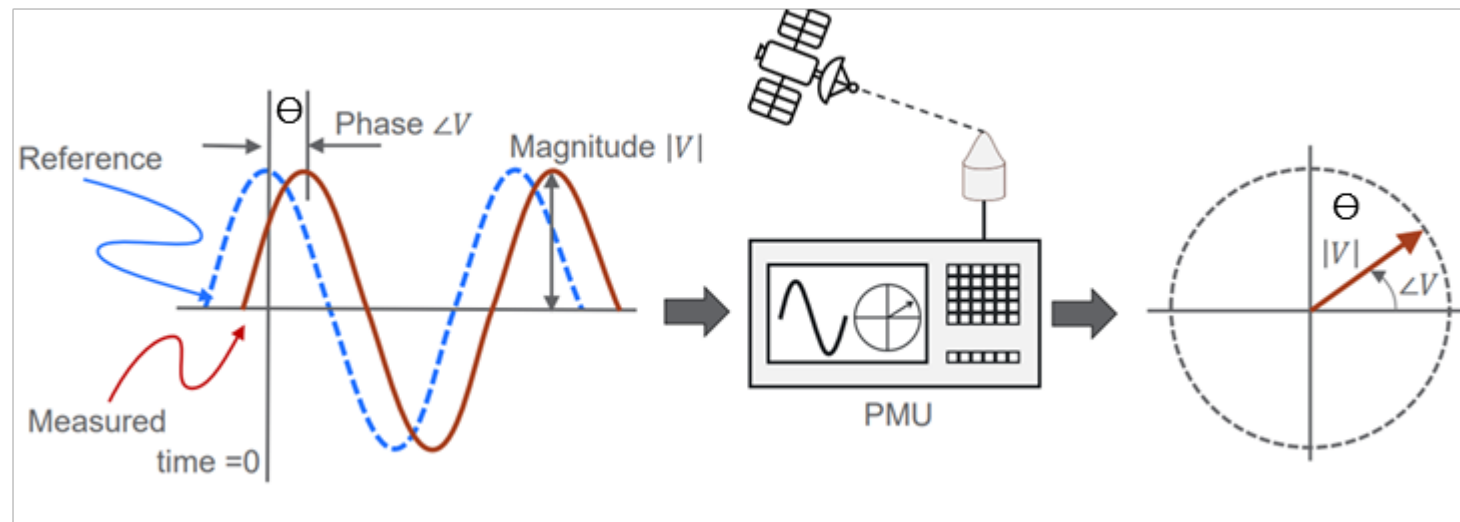 Ɵ
Phase ∠V
Reference
Magnitude |V|
Measured
time =0
PMU
Ɵ
|V|
∠V